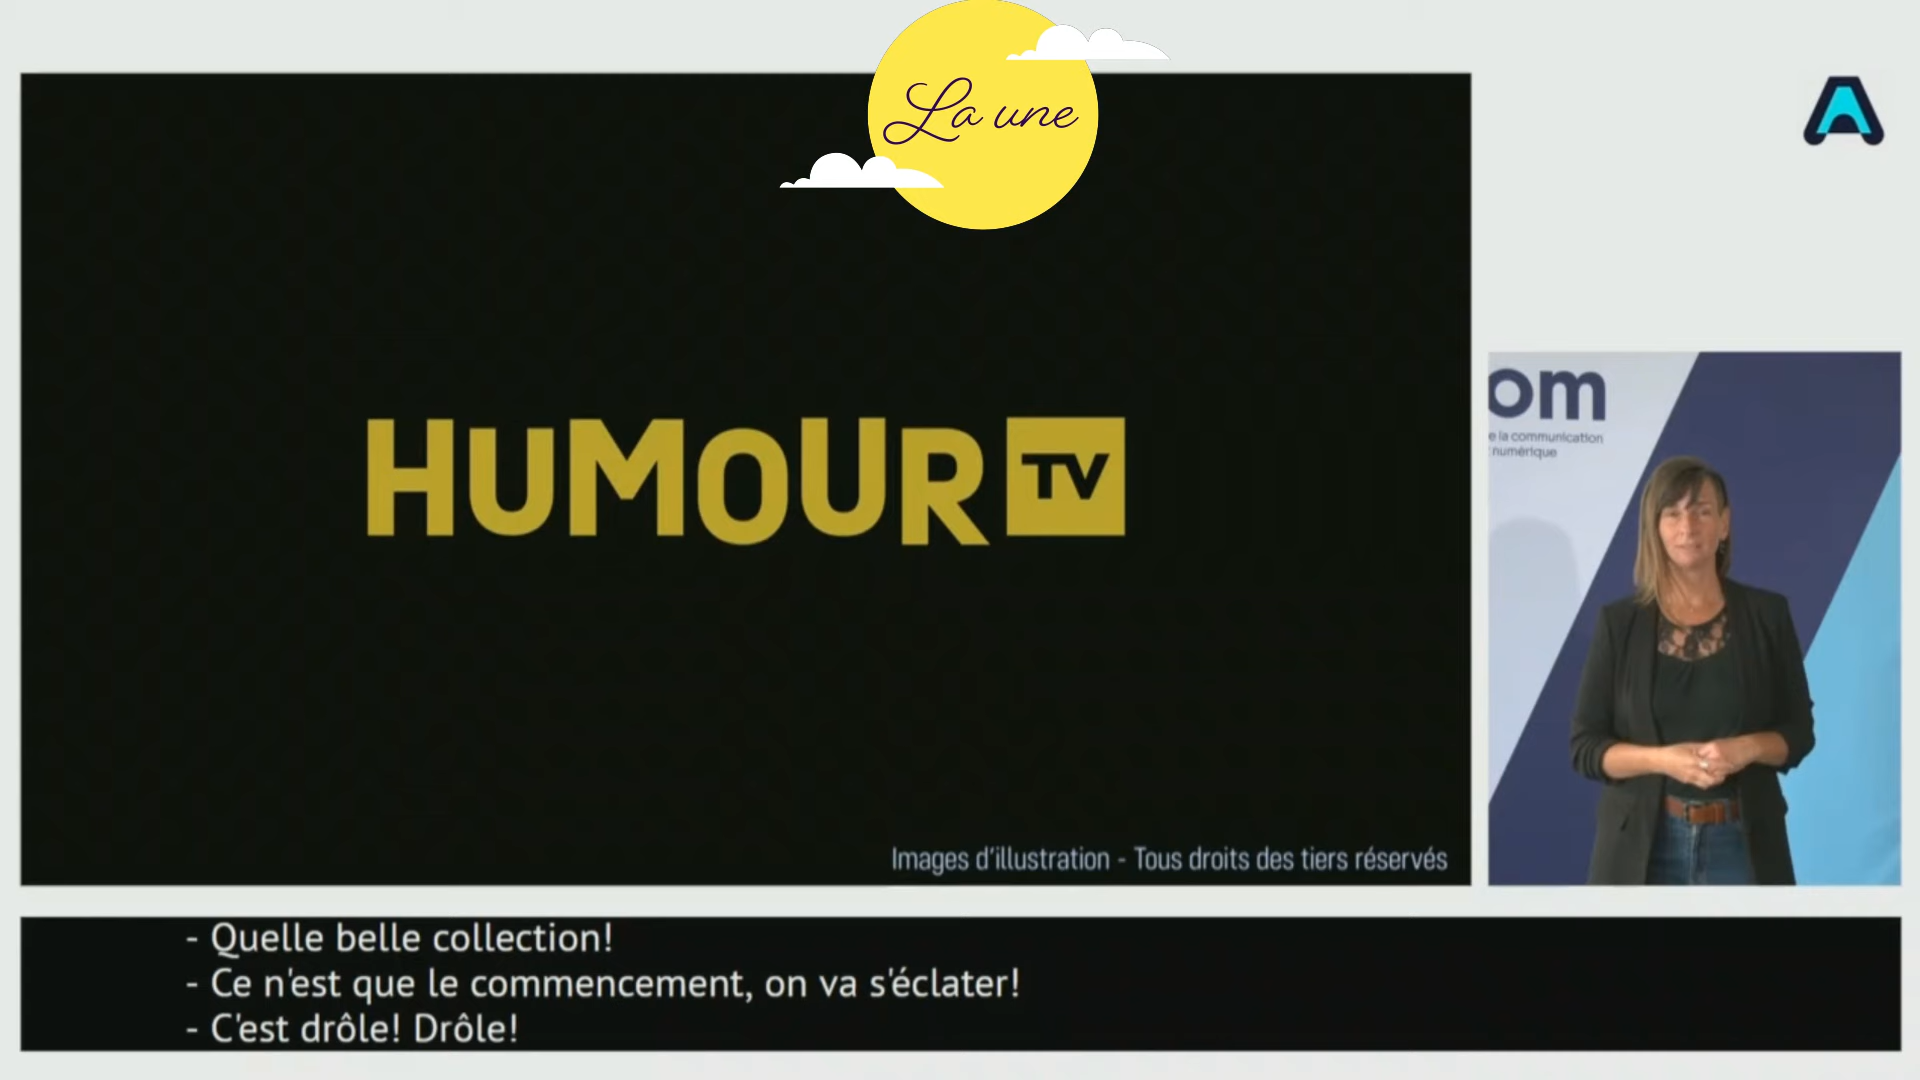 La une
HUMOUR TV
om
e la communication
numérique
Images d'illustration - Tous droits des tiers réservés
- Quelle belle collection!
- Ce n'est que le commencement, on va s'éclater!
- C'est drôle! Drôle!